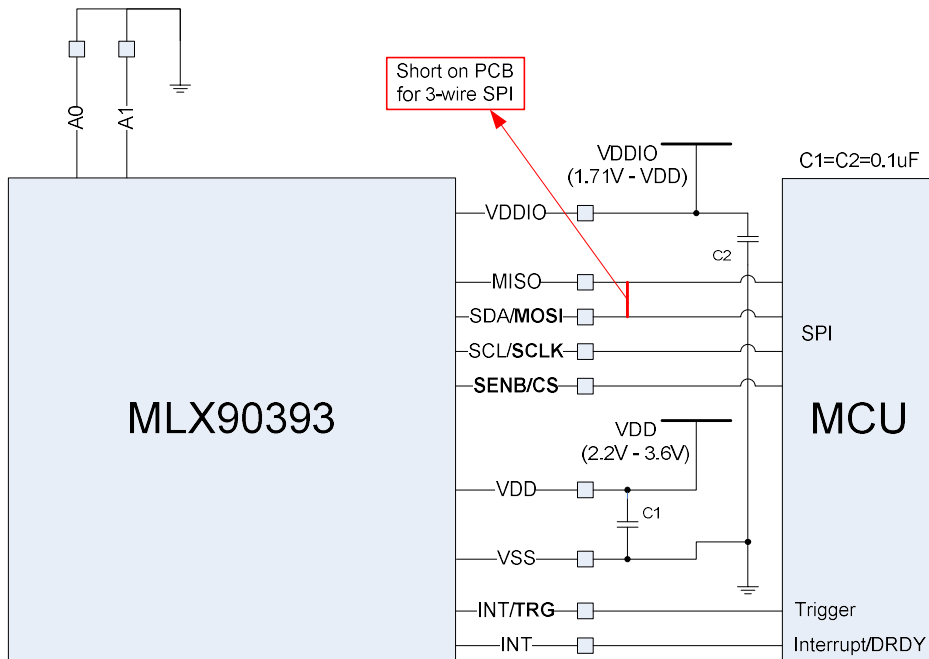 A0
A1
Short on PCB
for 3-wire SPI
VDDIO
(1.71V - VDD)
C1=C2=0.1uF
VDDIO
C2
MISO
SDA/MOSI
SCL/SCLK
SENB/CS
SPI
MLX90393
MCU
VDD
(2.2V - 3.6V)
VDD
C1
VSS
INT/TRG
Trigger
INT
Interrupt/DRDY